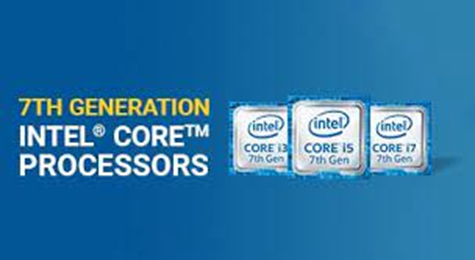 7TH GENERATION
INTEL® CORE™
PROCESSORS
intel
CORE i3
7th Gen
intel
CORE i5
7th Gen
intel
CORE i7
7th Gen